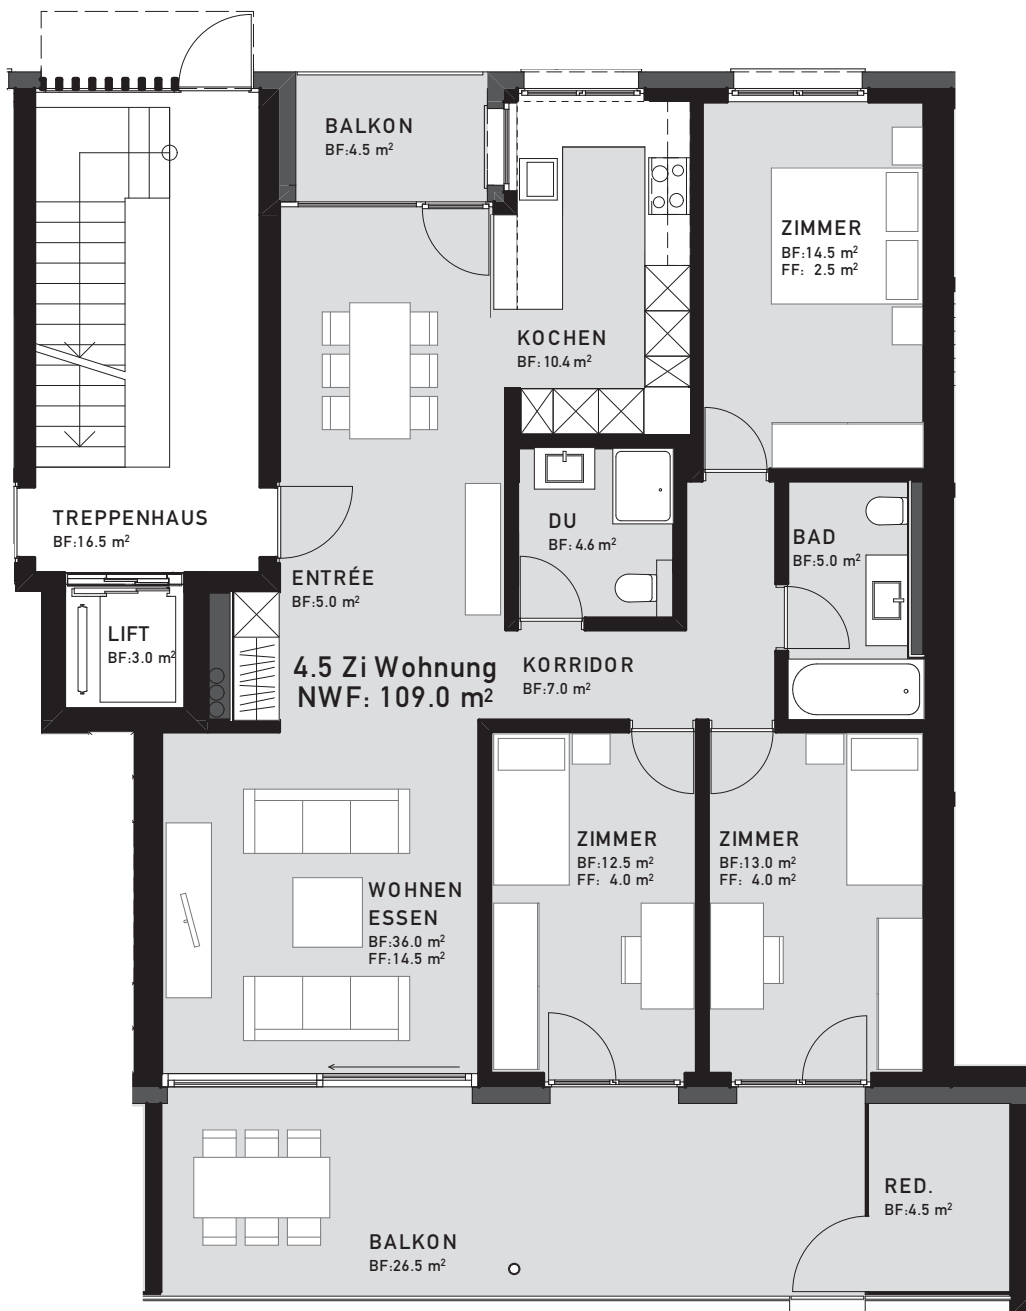 BALKON
BF:4.5 m²
ZIMMER
BF:14.5 m²
FF: 2.5 m²
KOCHEN
BF: 10.4 m²
TREPPENHAUS
BF:16.5 m²
DU
BF: 4.6 m²
BAD
BF:5.0 m²
ENTRÉE
BF:5.0 m²
LIFT
BF:3.0 m²
4.5 Zi Wohnung
NWF: 109.0 m²
KORRIDOR
BF:7.0 m²
ZIMMER
BF:12.5 m²
FF: 4.0 m²
ZIMMER
BF:13.0 m²
FF: 4.0 m²
WOHNEN
ESSEN
BF:36.0 m²
FF:14.5 m²
RED.
BF:4.5 m²
BALKON
BF:26.5 m²